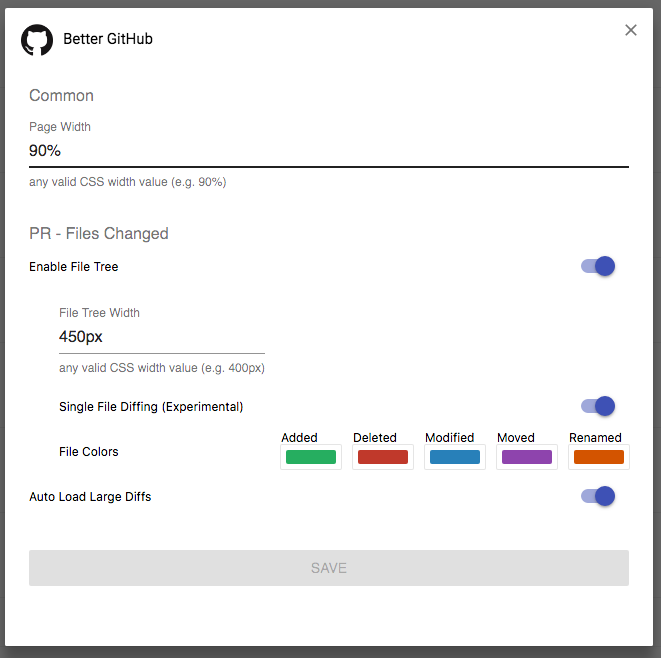 Better GitHub
Common
Page Width
90%
any valid CSS width value (e.g. 90%)
PR - Files Changed
Enable File Tree
File Tree Width
450px
any valid CSS width value (e.g. 400px)
Single File Diffing (Experimental)
File Colors
Added Deleted Modified Moved Renamed
Auto Load Large Diffs
SAVE